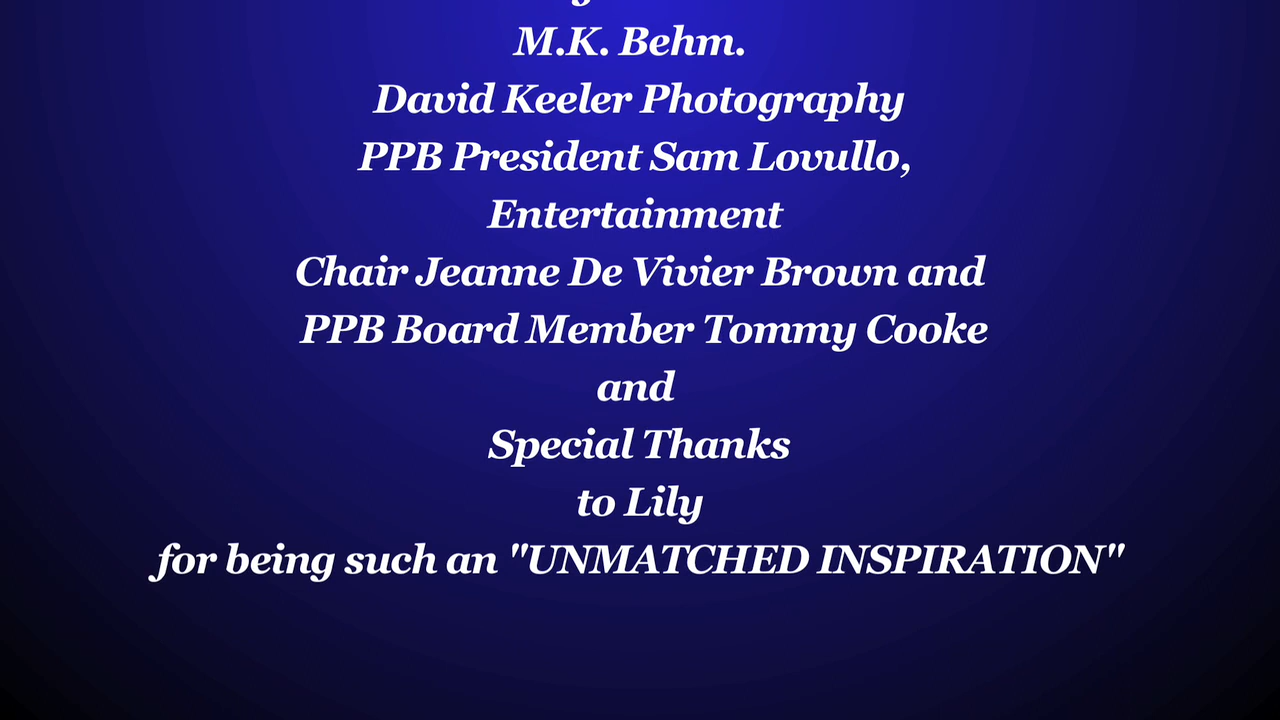 M.K. Behm.
David Keeler Photography
PPB President Sam Lovullo,
Entertainment
Chair Jeanne De Vivier Brown and
PPB Board Member Tommy Cooke
and
Special Thanks
to Lily
for being such an "UNMATCHED INSPIRATION"